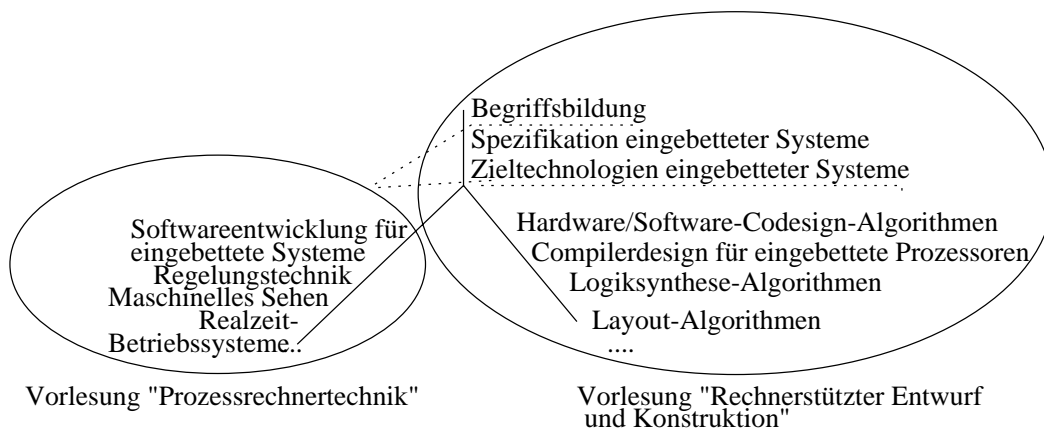 Begriffsbildung
Spezifikation eingebetteter Systeme
Zieltechnologien eingebetteter Systeme
Softwareentwicklung für
eingebettete Systeme
Regelungstechnik
Maschinelles Sehen
Realzeit-
Betriebssysteme..
Hardware/Software-Codesign-Algorithmen
Compilerdesign für eingebettete Prozessoren
Logiksynthese-Algorithmen
Layout-Algorithmen
....
Vorlesung "Prozessrechnertechnik"
Vorlesung "Rechnerstützter Entwurf
und Konstruktion"